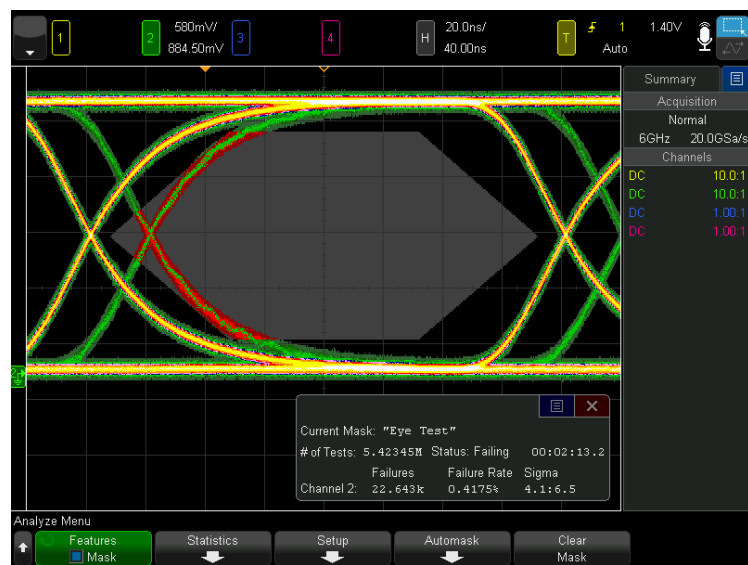 1
2
580mV/
884.50mV
3
4
H
20.0ns/
40.00ns
T
1
1.40V
Auto
Summary
Acquisition
Normal
6GHz 20.0GSa/s
Channels
DC 10.0:1
DC 10.0:1
DC 1.00:1
DC 1.00:1
2
Current Mask: "Eye Test"
# of Tests: 5.42345M Status: Failing 00:02:13.2
Failures Failure Rate Sigma
Channel 2: 22.643k 0.4175% 4.1:6.5
Analyze Menu
Features
Mask
Statistics
Setup
Automask
Clear
Mask